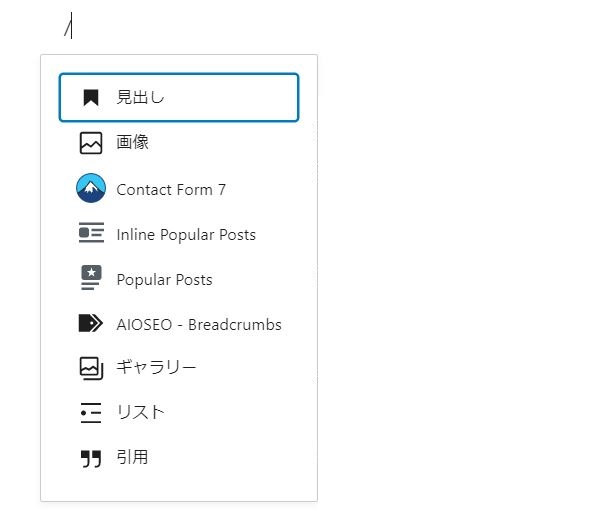 /
見出し
画像
Contact Form 7
Inline Popular Posts
Popular Posts
AIOSEO - Breadcrumbs
ギャラリー
リスト
引用